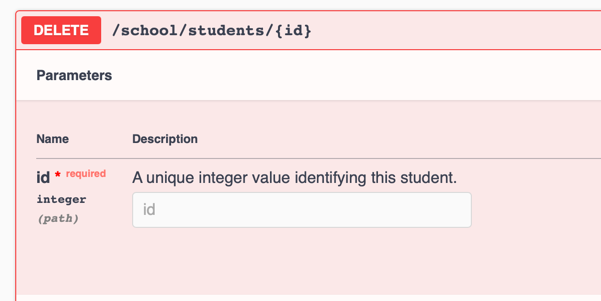 DELETE /school/students/{id}
Parameters
Name Description
id * required A unique integer value identifying this student.
integer id
(path)